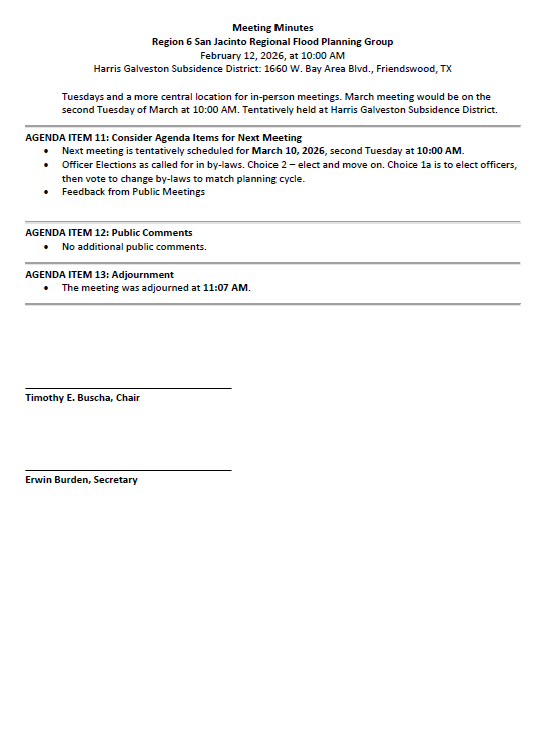 Meeting Minutes
Region 6 San Jacinto Regional Flood Planning Group
February 12, 2026, at 10:00 AM
Harris Galveston Subsidence District: 1660 W. Bay Area Blvd., Friendswood, TX
Tuesdays and a more central location for in-person meetings. March meeting would be on the
second Tuesday of March at 10:00 AM. Tentatively held at Harris Galveston Subsidence District.
AGENDA ITEM 11: Consider Agenda Items for Next Meeting
• Next meeting is tentatively scheduled for March 10, 2026, second Tuesday at 10:00 AM.
• Officer Elections as called for in by-laws. Choice 2 – elect and move on. Choice 1a is to elect officers,
then vote to change by-laws to match planning cycle.
• Feedback from Public Meetings
AGENDA ITEM 12: Public Comments
• No additional public comments.
AGENDA ITEM 13: Adjournment
• The meeting was adjourned at 11:07 AM.
Timothy E. Buscha, Chair
Erwin Burden, Secretary